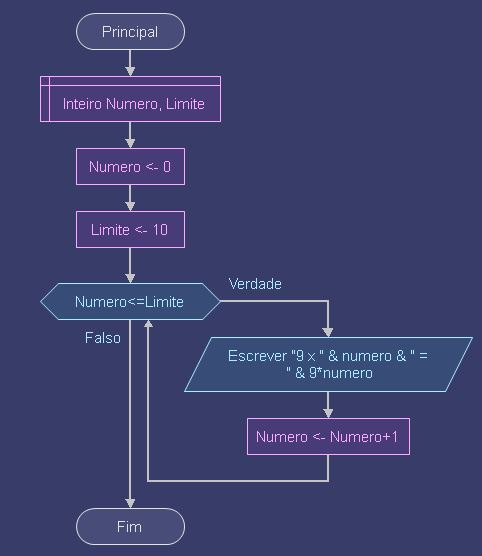 Principal
Inteiro Numero, Limite
Numero <- 0
Limite <- 10
Numero<=Limite
Verdade
Falso
Escrever "9 x " & numero & " =
" & 9*numero
Numero <- Numero+1
Fim